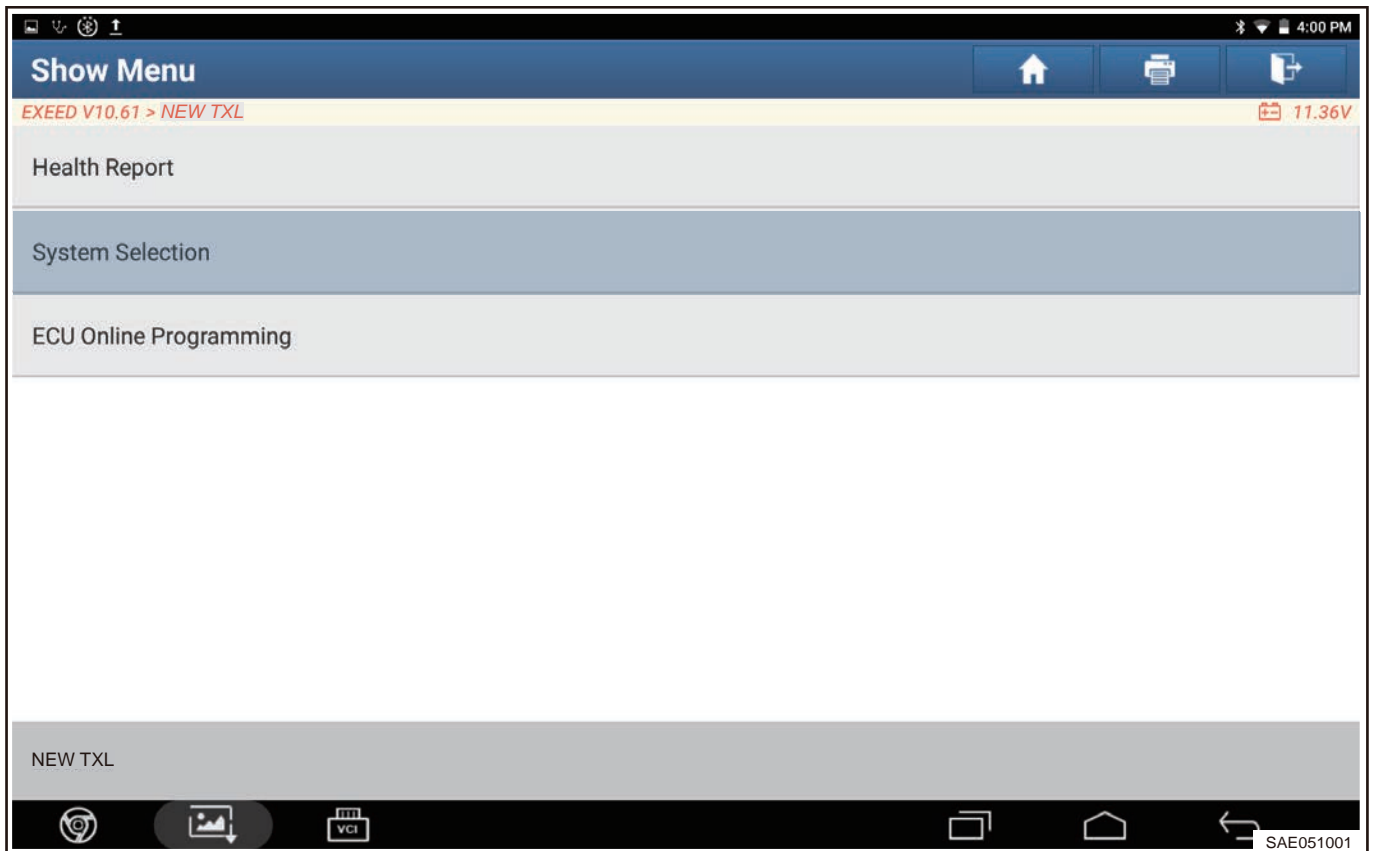 4:00 PM
Show Menu
EXEED V10.61 > NEW TXL
11.36V
Health Report
System Selection
ECU Online Programming
NEW TXL
VCI
SAE051001